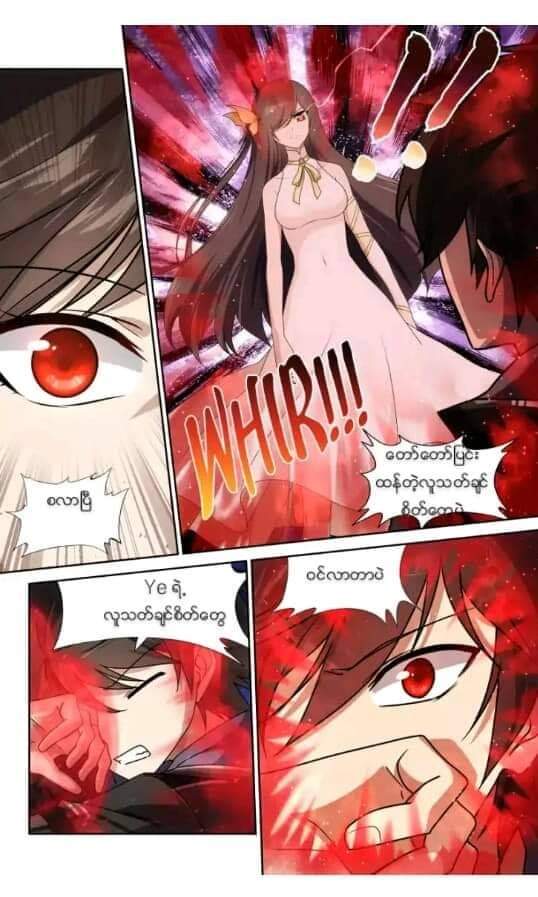 စလာပြီ
!!
WHIR!!!
တော်တော်ပြင်း
ထန်တဲ့လူသတ်ချင်
စိတ်တွေပဲ
Ye ရဲ့
လူသတ်ချင်စိတ်တွေ
ဝင်လာတာပဲ